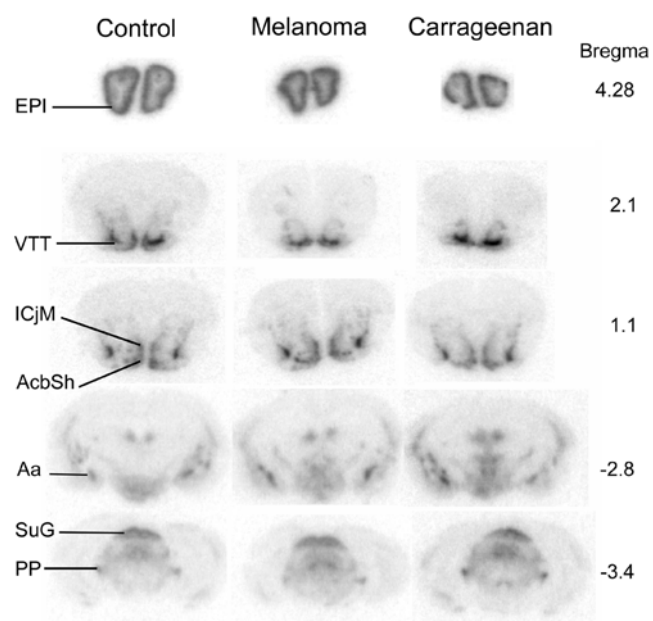 Control Melanoma Carrageenan
Bregma
EPI 4.28
VTT 2.1
ICjM 1.1
AcbSh
Aa -2.8
SuG
PP -3.4